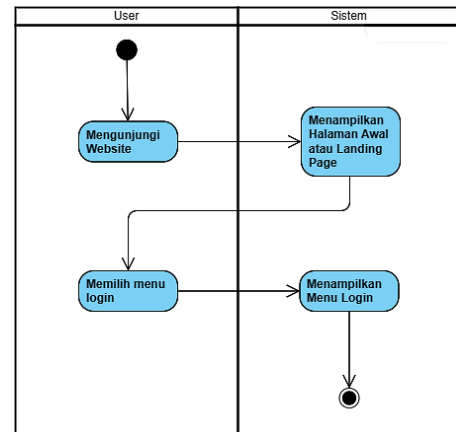 User
Sistem
Mengunjungi
Website
Menampilkan
Halaman Awal
atau Landing
Page
Memilih menu
login
Menampilkan
Menu Login